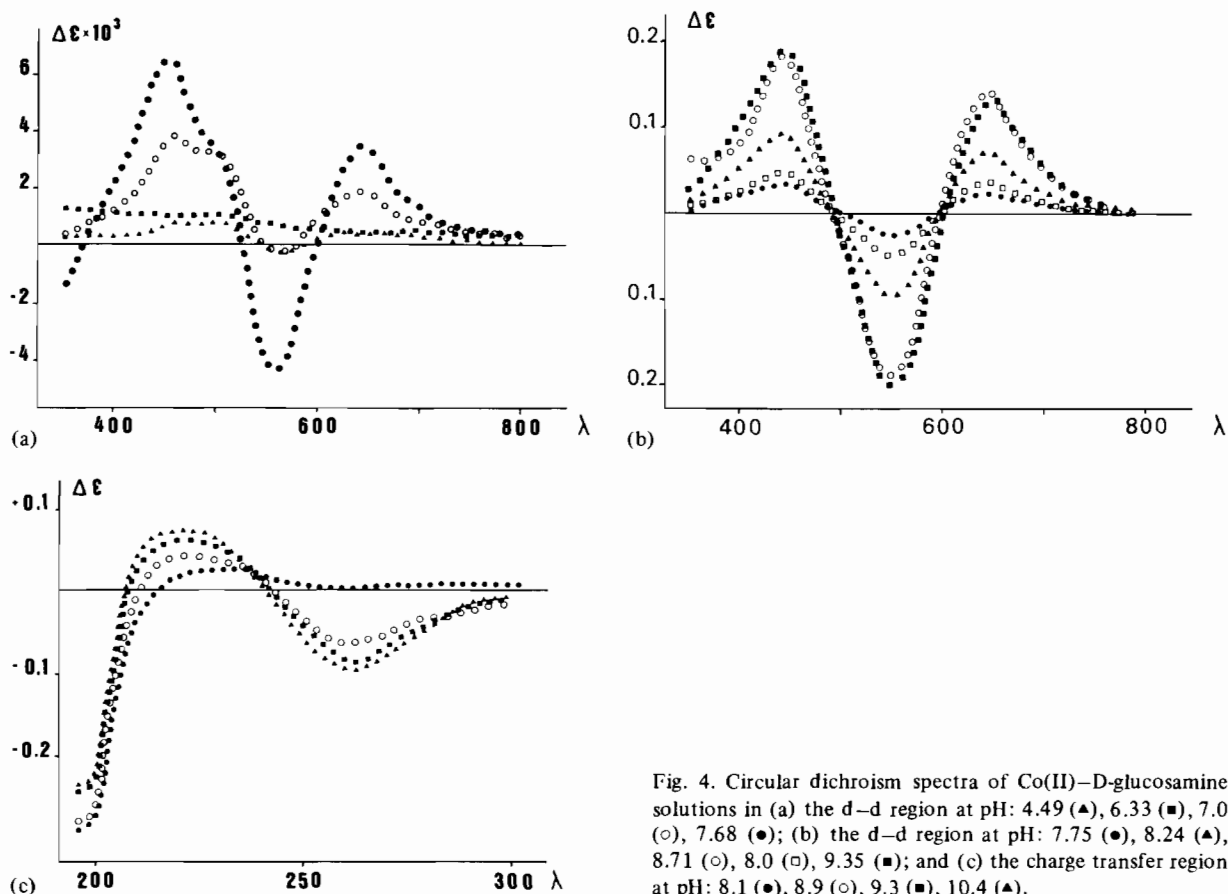 Δε×10³
6
4
2
-2
-4
400 600 800 λ
(a)
Δε
0.2
0.1
0.1
0.2
400 600 800 λ
(b)
Δε
+0.1
-0.1
-0.2
200 250 300 λ
(c)
Fig. 4. Circular dichroism spectra of Co(II)–D-glucosamine
solutions in (a) the d–d region at pH: 4.49 (▲), 6.33 (■), 7.0
(○), 7.68 (●); (b) the d–d region at pH: 7.75 (●), 8.24 (▲),
8.71 (○), 8.0 (□), 9.35 (■); and (c) the charge transfer region
at pH: 8.1 (●), 8.9 (○), 9.3 (■), 10.4 (▲).